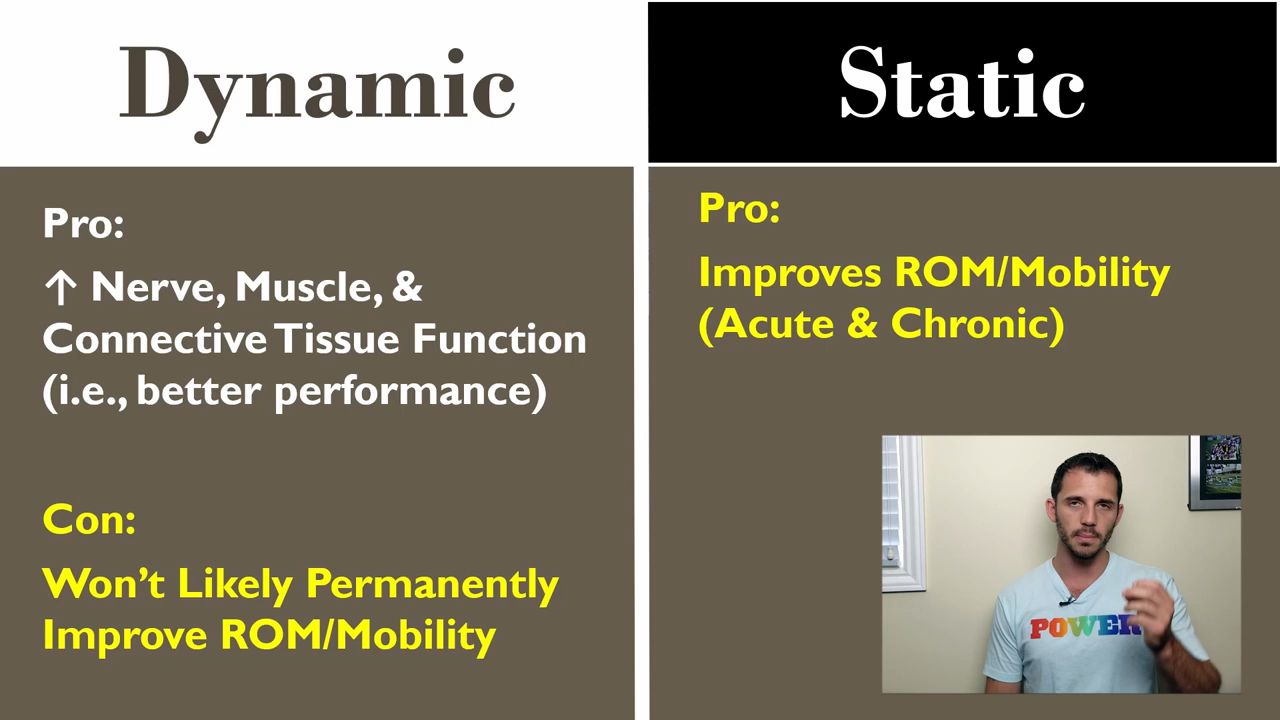 Dynamic
Static
Pro:
↑ Nerve, Muscle, &
Connective Tissue Function
(i.e., better performance)
Con:
Won't Likely Permanently
Improve ROM/Mobility
Pro:
Improves ROM/Mobility
(Acute & Chronic)
POWER